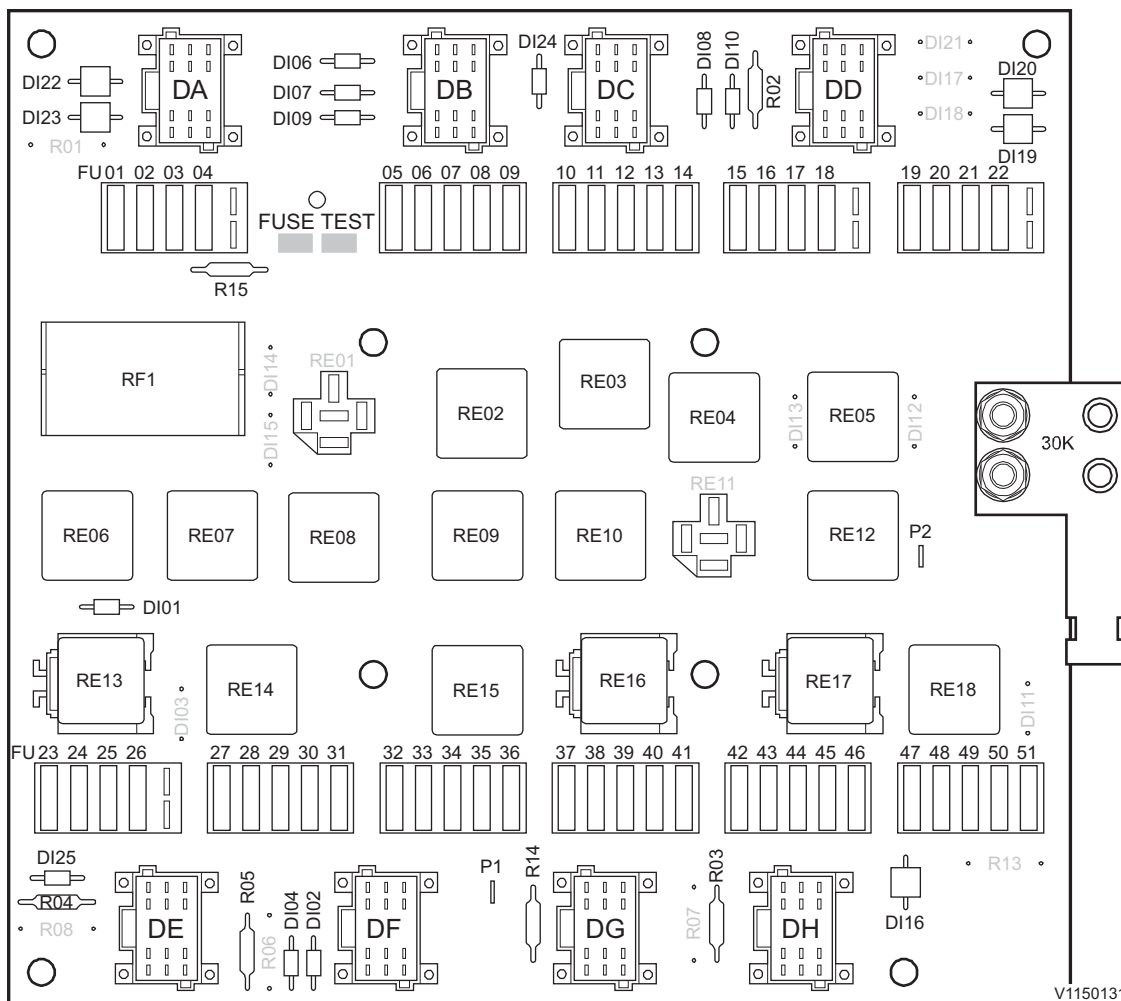 DI22
DI23
R01
DA
DI06
DI07
DI09
DB
DI24
DC
DI08
DI10
R02
DD
DI21
DI17
DI18
DI20
DI19
FU 01 02 03 04
FUSE TEST
05 06 07 08 09
10 11 12 13 14
15 16 17 18
19 20 21 22
R15
RF1
DI14
DI15
RE01
RE02
RE03
RE04
DI13
RE05
DI12
30K
RE06
RE07
RE08
RE09
RE10
RE11
RE12
P2
DI01
RE13
DI03
RE14
RE15
RE16
RE17
RE18
DI11
FU 23 24 25 26
27 28 29 30 31
32 33 34 35 36
37 38 39 40 41
42 43 44 45 46
47 48 49 50 51
DI25
R04
R08
DE
R05
R06
DI04
DI02
DF
P1
R14
DG
R07
R03
DH
DI16
R13
V1150131